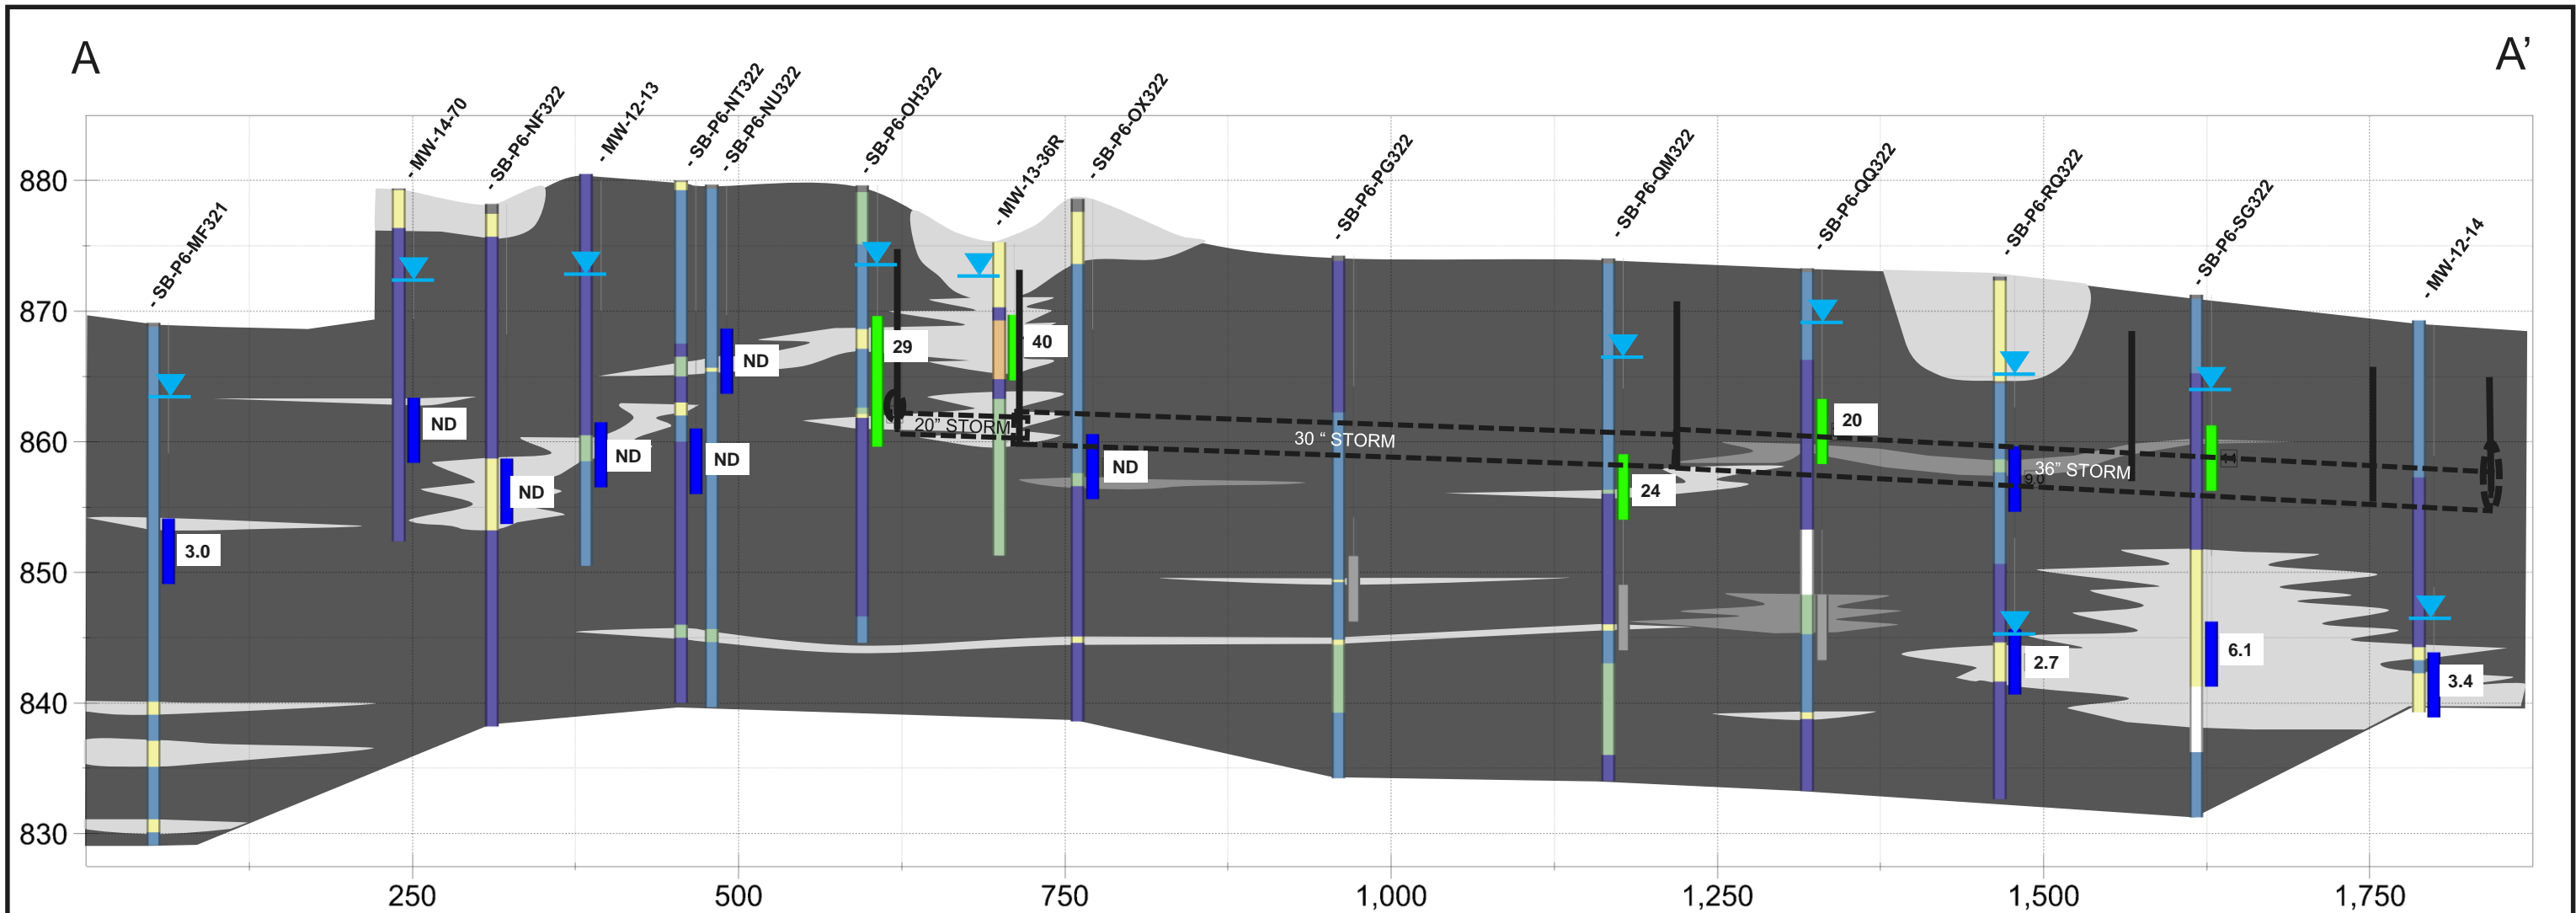 A
A’
- SB-P6-MF321
- MW-14-70
- SB-P6-NF322
- MW-12-13
- SB-P6-NT322
- SB-P6-NU322
- SB-P6-OH322
- MW-13-36R
- SB-P6-OX322
- SB-P6-PG322
- SB-P6-QM322
- SB-P6-QQ322
- SB-P6-RQ322
- SB-P6-SG322
- MW-12-14
880
870
860
850
840
830
3.0
ND
ND
ND
ND
ND
29
40
ND
24
20
9.0
44
2.7
6.1
3.4
20” STORM
30 “ STORM
36” STORM
250
500
750
1,000
1,250
1,500
1,750